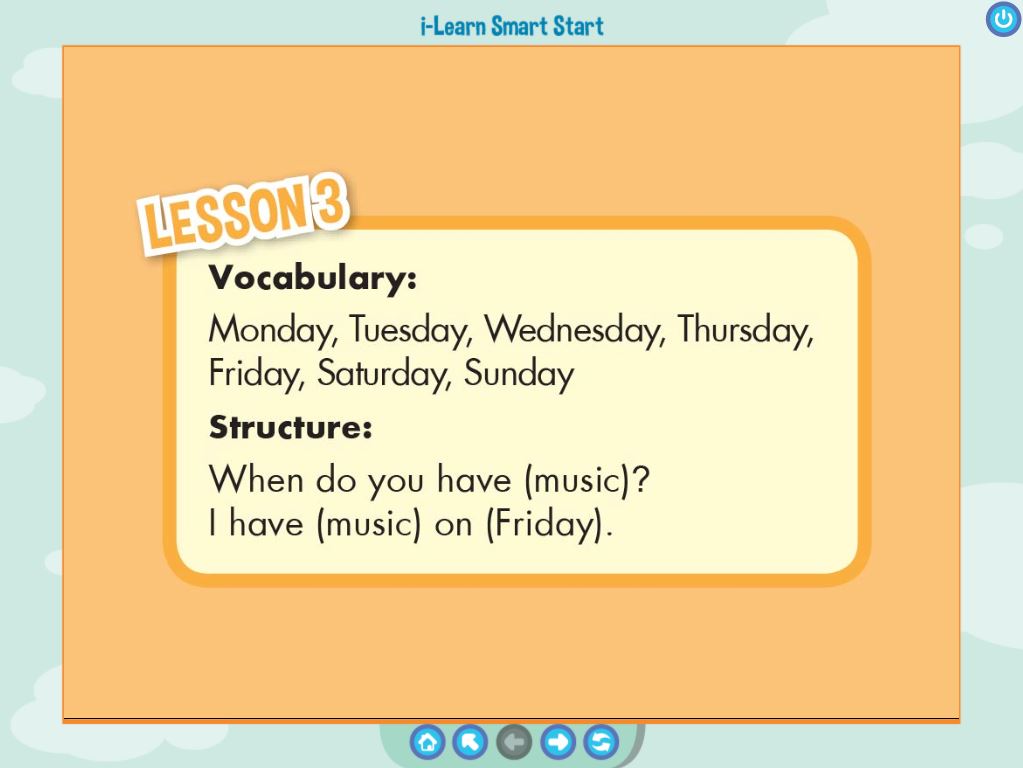 i-Learn Smart Start
LESSON 3
Vocabulary:
Monday, Tuesday, Wednesday, Thursday,
Friday, Saturday, Sunday
Structure:
When do you have (music)?
I have (music) on (Friday).